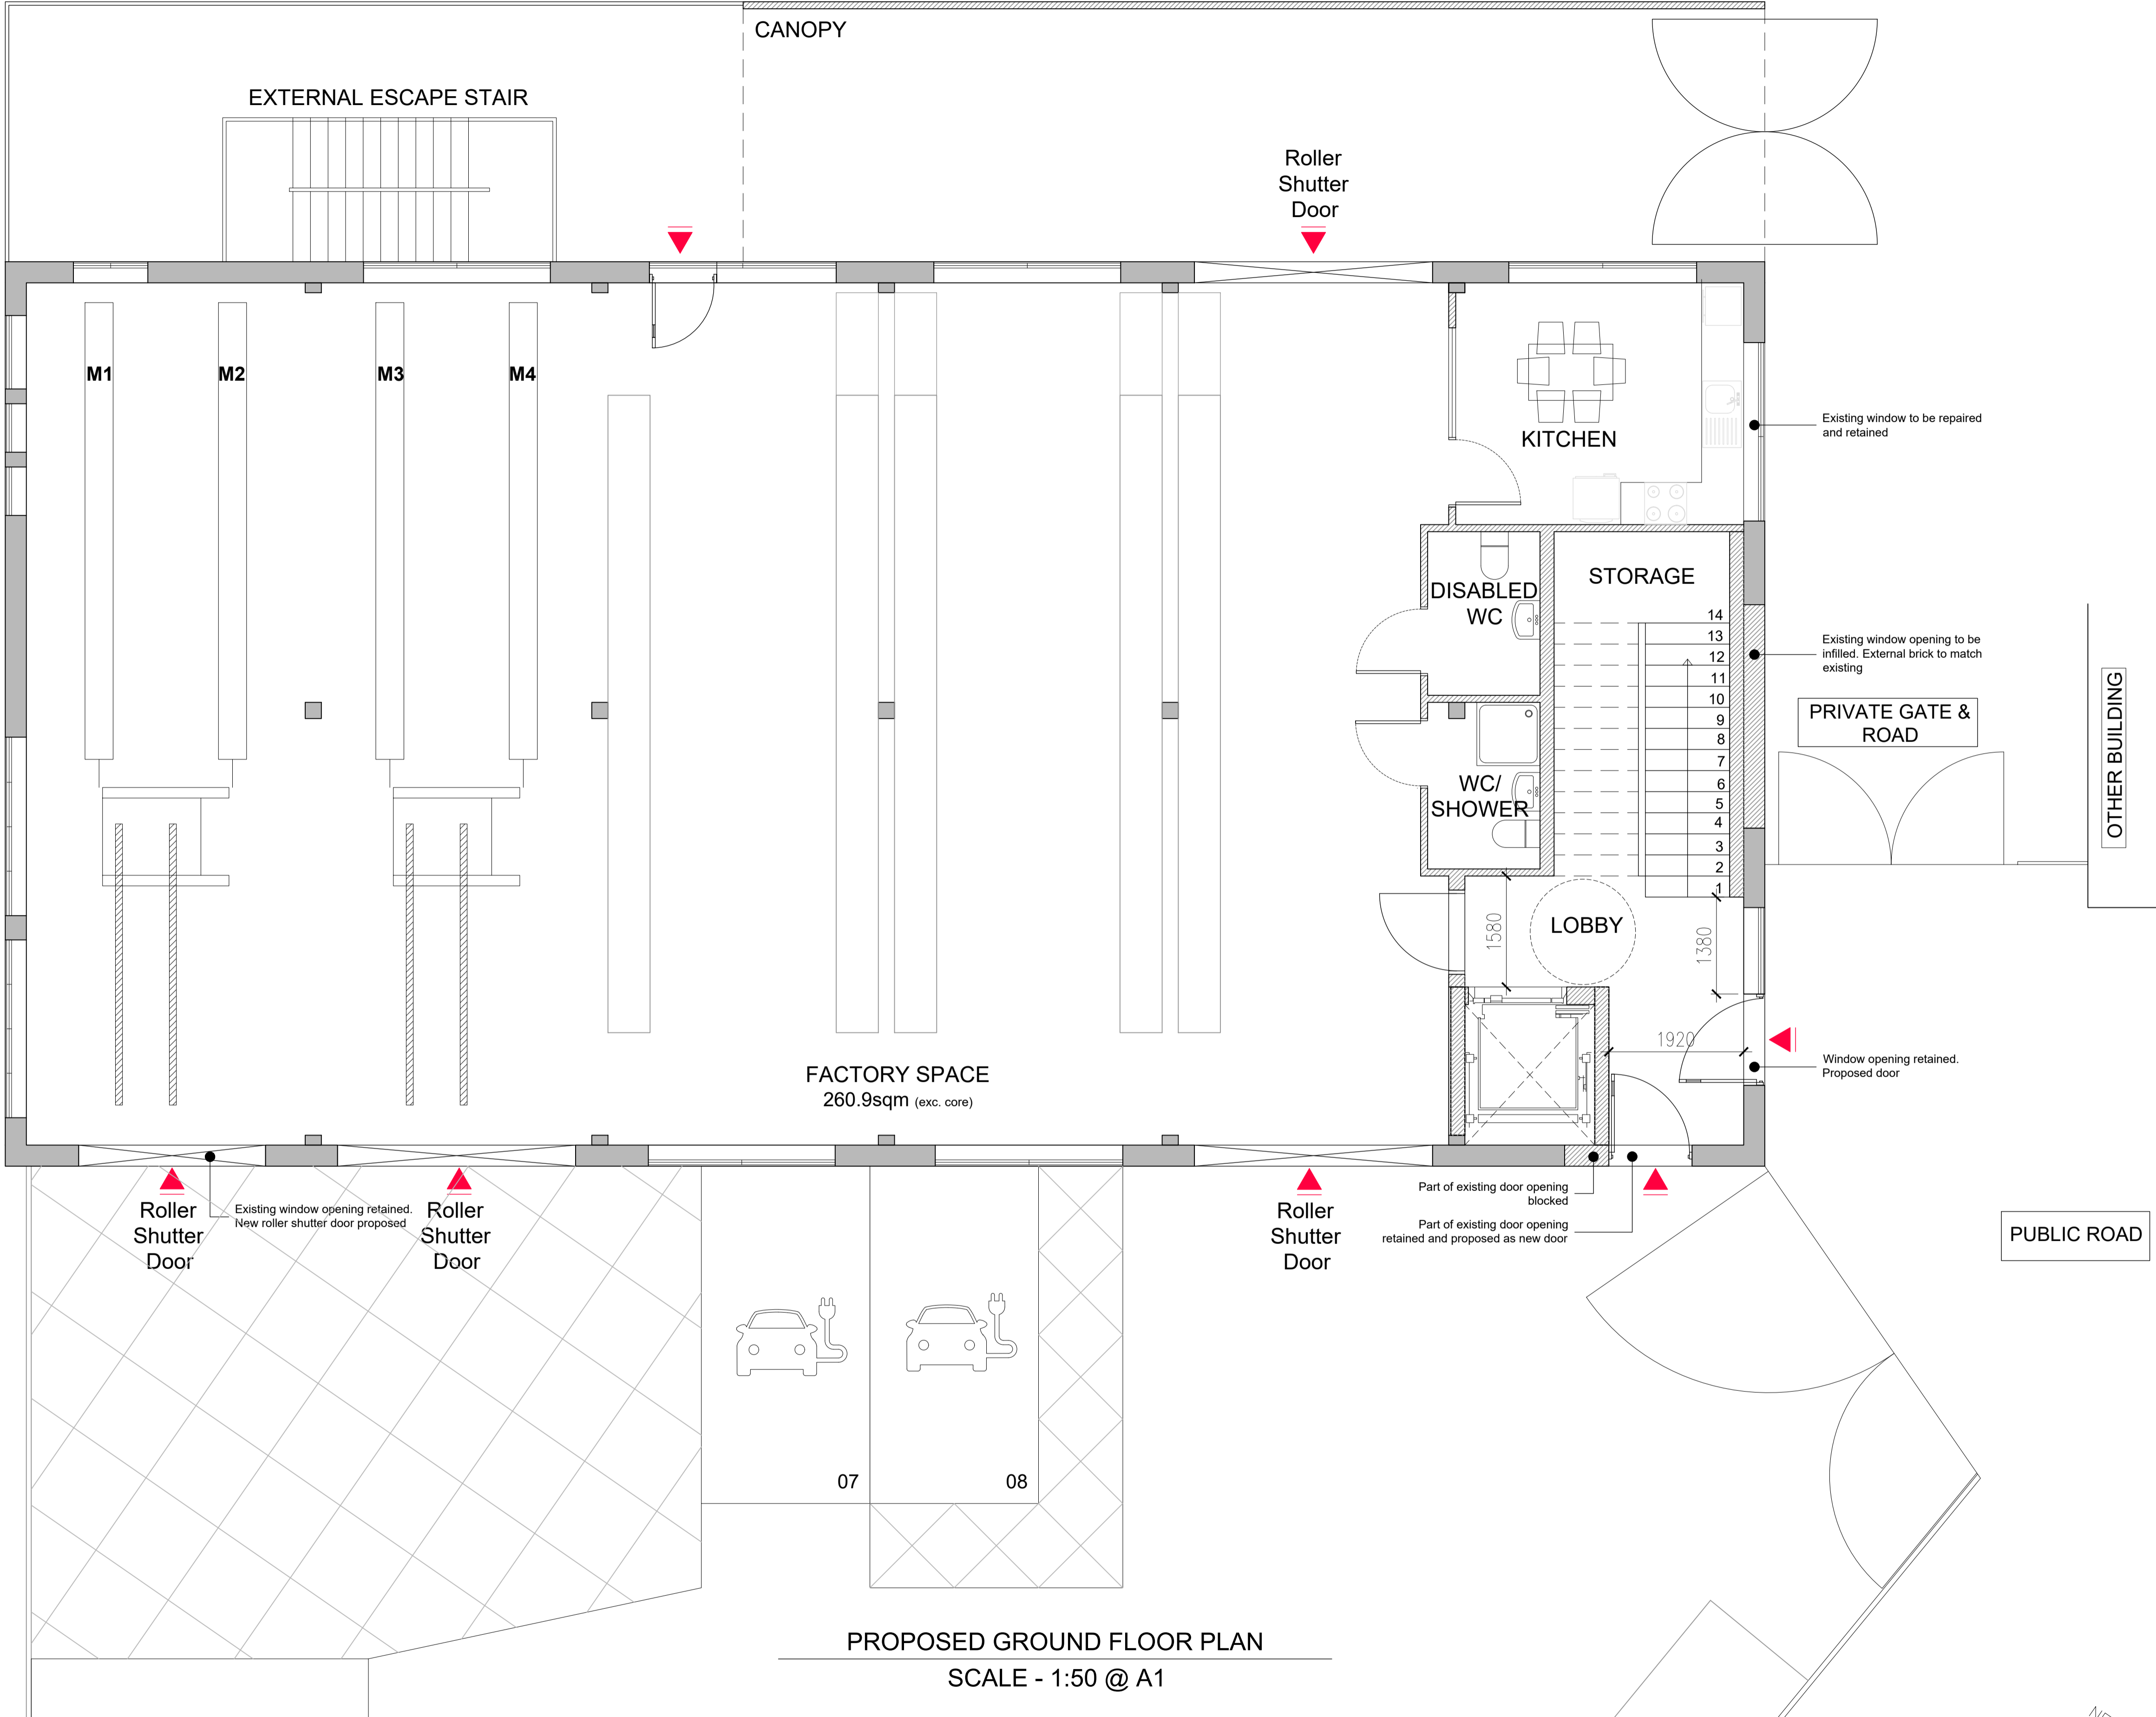 CANOPY
EXTERNAL ESCAPE STAIR
Roller
Shutter
Door
M1
M2
M3
M4
KITCHEN
Existing window to be repaired
and retained
DISABLED
WC
STORAGE
14
13
12
11
10
9
8
7
6
5
4
3
2
1
Existing window opening to be
infilled. External brick to match
existing
PRIVATE GATE &
ROAD
OTHER BUILDING
WC/
SHOWER
LOBBY
1580
1380
1920
Window opening retained.
Proposed door
FACTORY SPACE
260.9sqm (exc. core)
Roller
Shutter
Door
Existing window opening retained.
New roller shutter door proposed
Roller
Shutter
Door
Roller
Shutter
Door
Part of existing door opening
blocked
Part of existing door opening
retained and proposed as new door
PUBLIC ROAD
07
08
PROPOSED GROUND FLOOR PLAN
SCALE - 1:50 @ A1